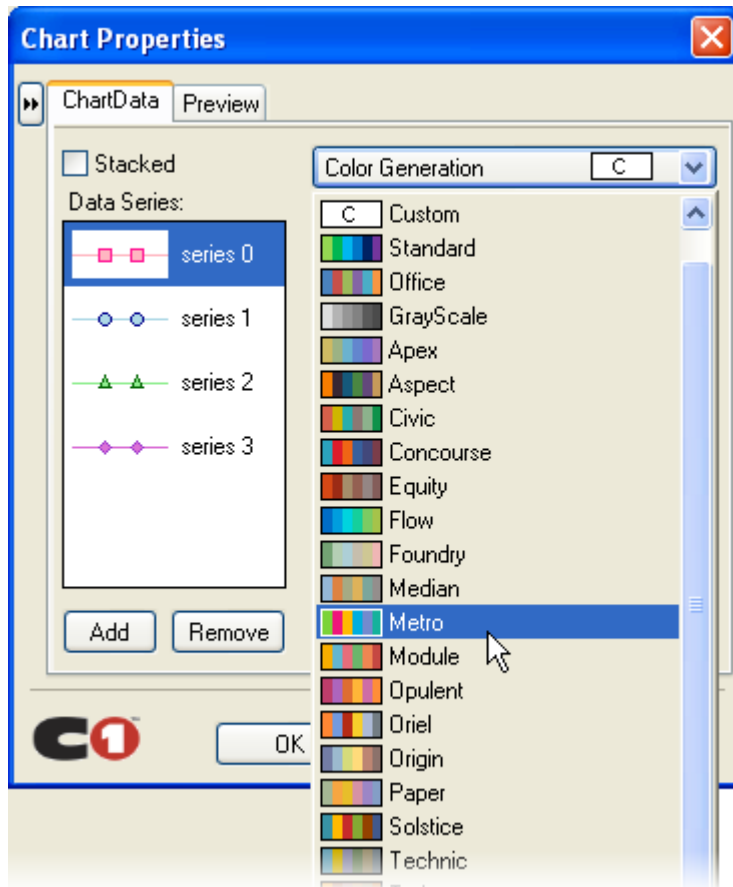 Chart Properties
ChartData
Preview
Stacked
Color Generation
C
Data Series:
series 0
series 1
series 2
series 3
Add
Remove
C Custom
Standard
Office
GrayScale
Apex
Aspect
Civic
Concourse
Equity
Flow
Foundry
Median
Metro
Module
Opulent
Oriel
Origin
Paper
Solstice
Technic
C1
OK